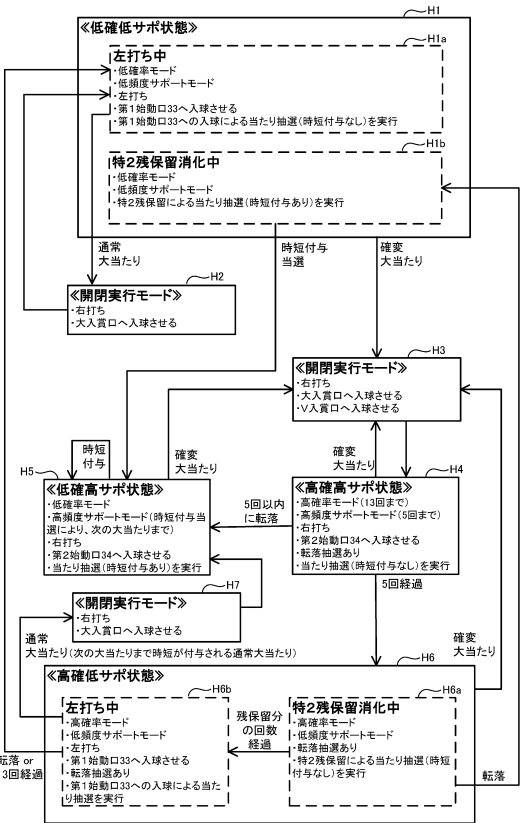 H1
≪低確低サポ状態≫
H1a
左打ち中
・低確率モード
・低頻度サポートモード
・左打ち
・第1始動口33へ入球させる
・第1始動口33への入球による当たり抽選(時短付与なし)を実行
H1b
特2残保留消化中
・低確率モード
・低頻度サポートモード
・特2残保留による当たり抽選(時短付与あり)を実行
通常
大当たり
時短付与
当選
確変
大当たり
H2
≪開閉実行モード≫
・右打ち
・大入賞口へ入球させる
H3
≪開閉実行モード≫
・右打ち
・大入賞口へ入球させる
・V入賞口へ入球させる
時短
付与
確変
大当たり
確変
大当たり
H5
≪低確高サポ状態≫
・低確率モード
・高頻度サポートモード(時短付与当
選により、次の大当たりまで)
・右打ち
・第2始動口34へ入球させる
・当たり抽選(時短付与あり)を実行
5回以内
に転落
H4
≪高確高サポ状態≫
・高確率モード(13回まで)
・高頻度サポートモード(5回まで)
・右打ち
・第2始動口34へ入球させる
・転落抽選あり
・当たり抽選(時短付与なし)を実行
5回経過
H7
≪開閉実行モード≫
・右打ち
・大入賞口へ入球させる
通常
大当たり(次の大当たりまで時短が付与される通常大当たり)
確変
大当たり
H6
≪高確低サポ状態≫
H6b
左打ち中
・高確率モード
・低頻度サポートモード
・左打ち
・第1始動口33へ入球させる
・転落抽選あり
・第1始動口33への入球による当た
り抽選を実行
残保留分
の回数
経過
H6a
特2残保留消化中
・高確率モード
・低頻度サポートモード
・転落抽選あり
・特2残保留による当たり抽選(時短
付与なし)を実行
転落 or
3回経過
転落